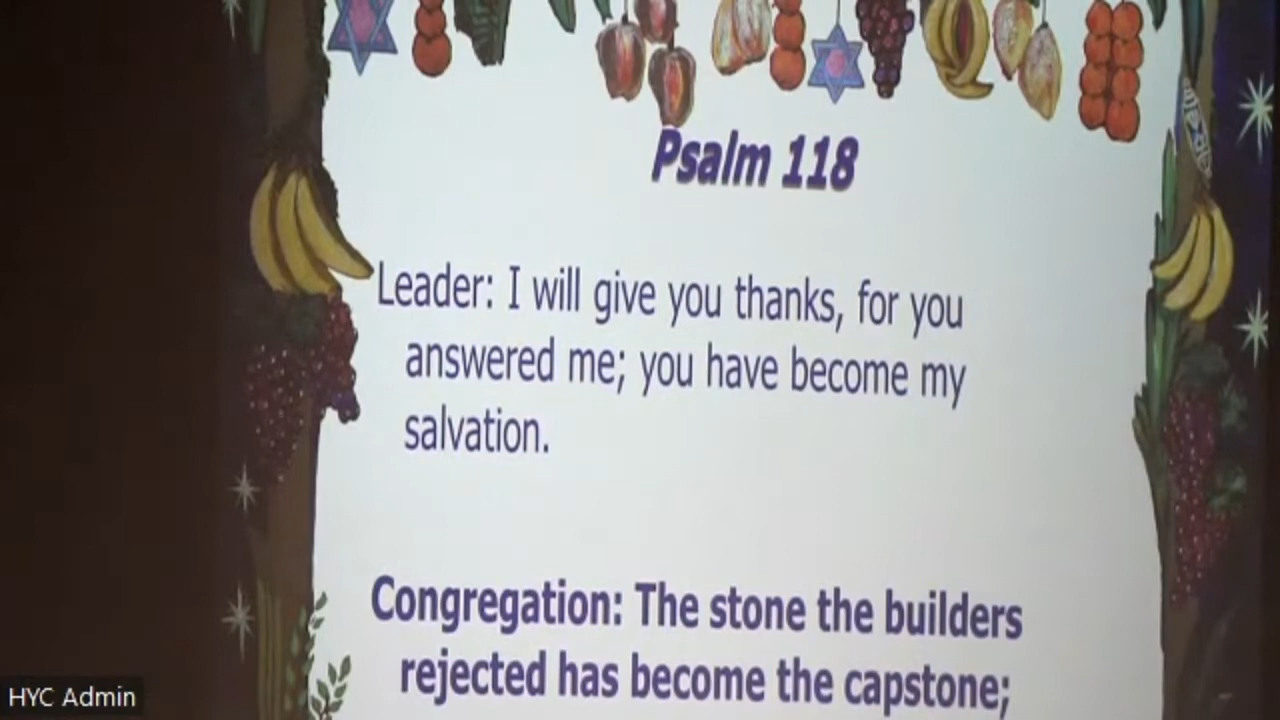 Psalm 118
Leader: I will give you thanks, for you
answered me; you have become my
salvation.
Congregation: The stone the builders
rejected has become the capstone;
HYC Admin